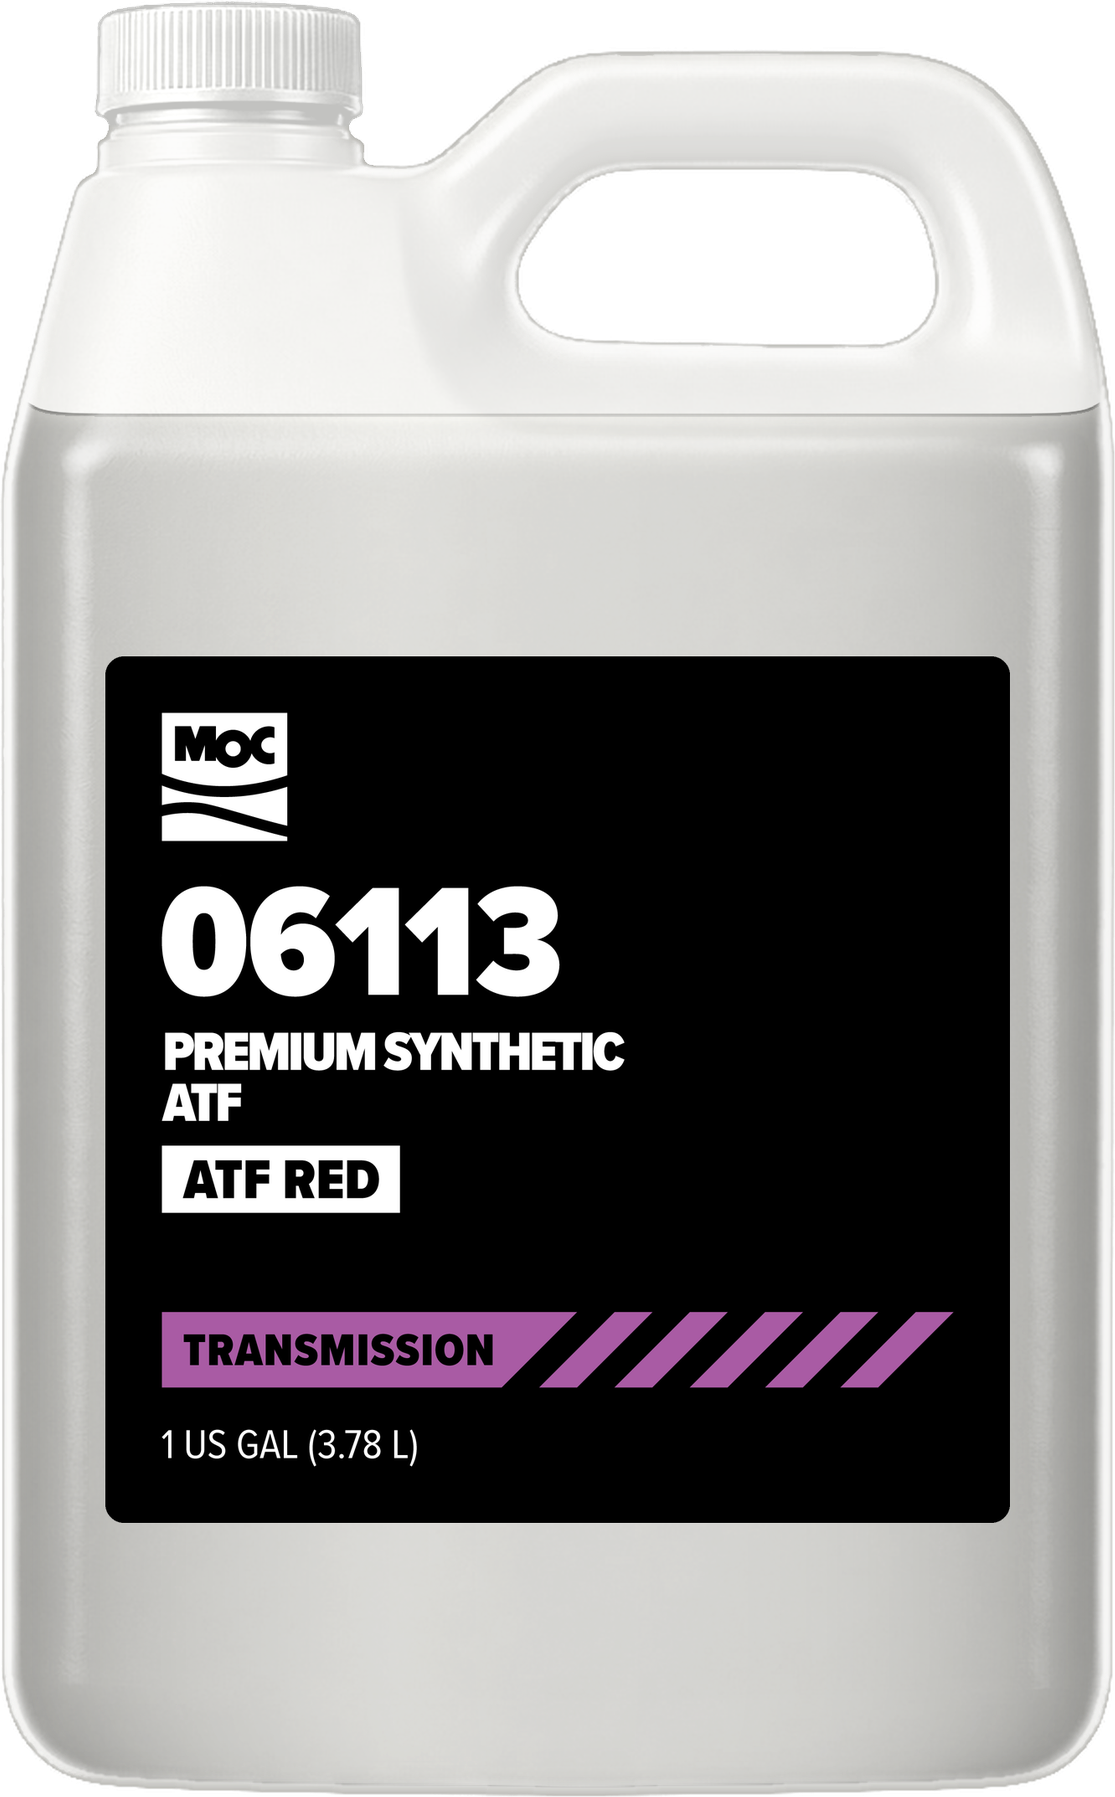 MOC
06113
PREMIUM SYNTHETIC
ATF
ATF RED
TRANSMISSION
1 US GAL (3.78 L)